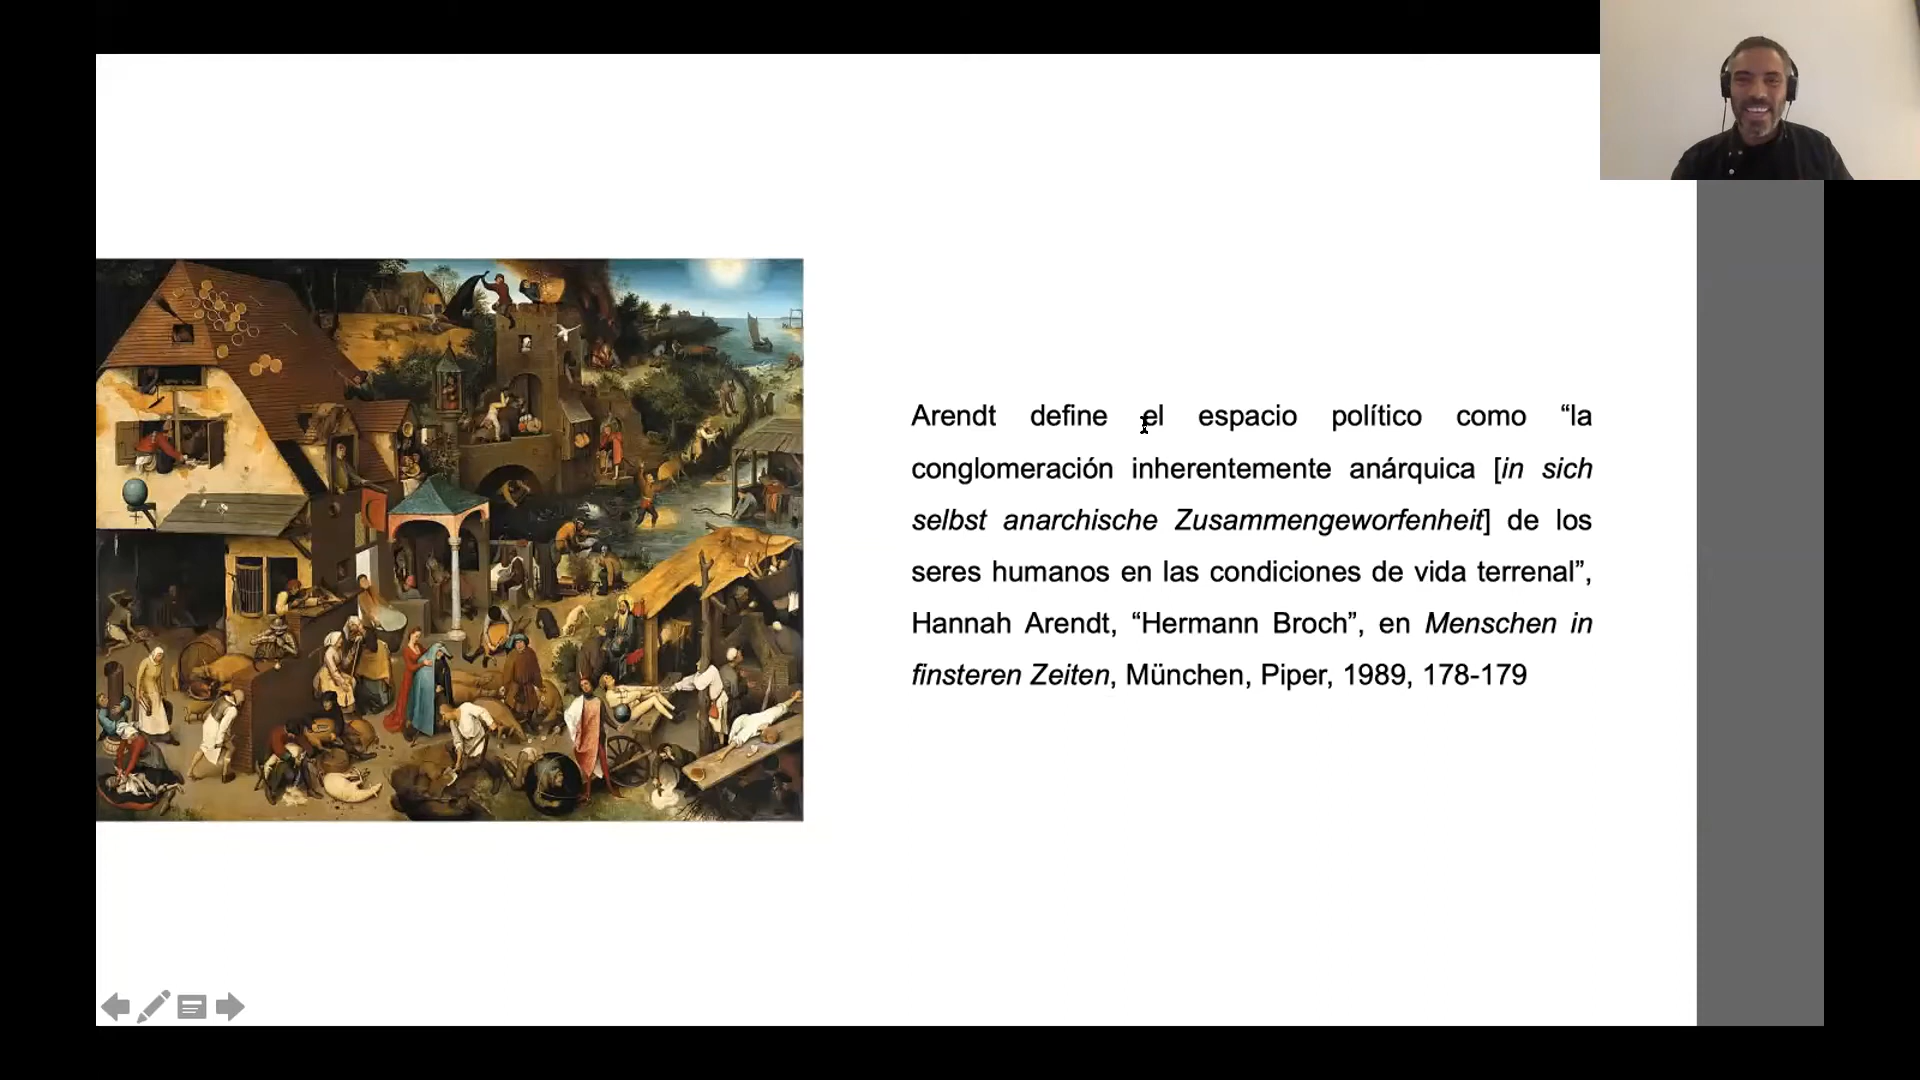 Arendt define el espacio político como “la
conglomeración inherentemente anárquica [in sich
selbst anarchische Zusammengeworfenheit] de los
seres humanos en las condiciones de vida terrenal”,
Hannah Arendt, “Hermann Broch”, en Menschen in
finsteren Zeiten, München, Piper, 1989, 178-179